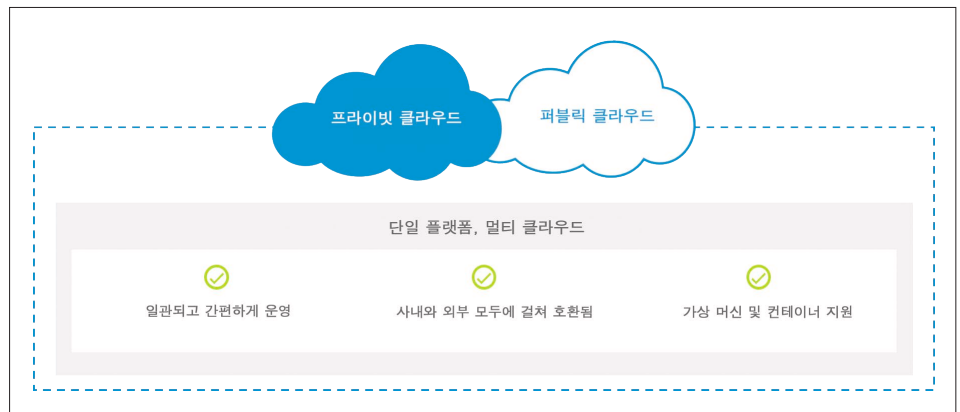 프라이빗 클라우드
퍼블릭 클라우드
단일 플랫폼, 멀티 클라우드
일관되고 간편하게 운영
사내와 외부 모두에 걸쳐 호환됨
가상 머신 및 컨테이너 지원